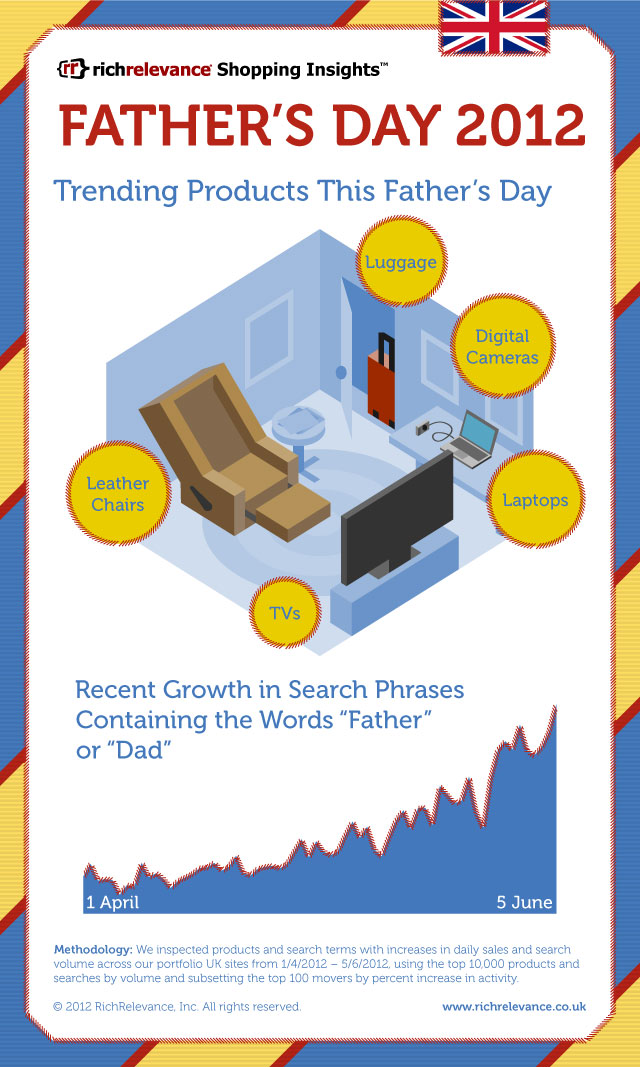 richrelevance® Shopping Insights™
FATHER'S DAY 2012
Trending Products This Father's Day
Luggage
Digital
Cameras
Leather
Chairs
Laptops
TVs
Recent Growth in Search Phrases
Containing the Words “Father”
or “Dad”
1 April
5 June
Methodology: We inspected products and search terms with increases in daily sales and search
volume across our portfolio UK sites from 1/4/2012 – 5/6/2012, using the top 10,000 products and
searches by volume and subsetting the top 100 movers by percent increase in activity.
© 2012 RichRelevance, Inc. All rights reserved.
www.richrelevance.co.uk